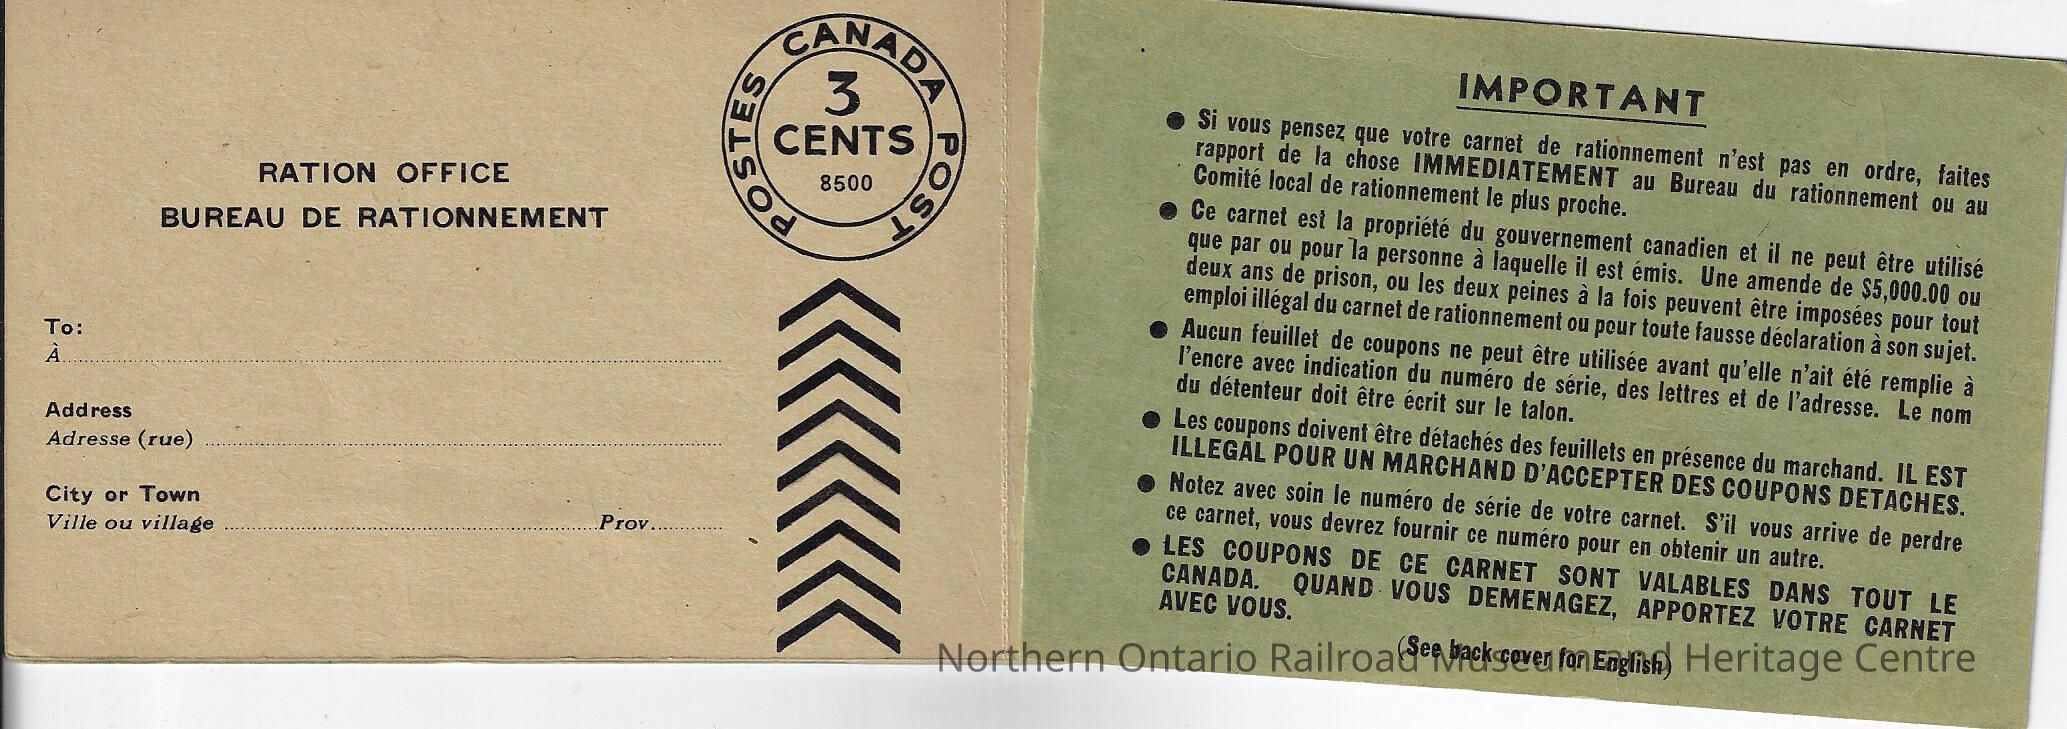 CANADA POST
POSTES
3
CENTS
8500
RATION OFFICE
BUREAU DE RATIONNEMENT
To:
À
Address
Adresse (rue)
City or Town
Ville ou village Prov.
IMPORTANT
● Si vous pensez que votre carnet de rationnement n'est pas en ordre, faites
rapport de la chose IMMEDIATEMENT au Bureau du rationnement ou au
Comité local de rationnement le plus proche.
● Ce carnet est la propriété du gouvernement canadien et il ne peut être utilisé
que par ou pour la personne à laquelle il est émis. Une amende de $5,000.00 ou
deux ans de prison, ou les deux peines à la fois peuvent être imposées pour tout
emploi illégal du carnet de rationnement ou pour toute fausse déclaration à son sujet.
● Aucun feuillet de coupons ne peut être utilisée avant qu'elle n'ait été remplie à
l'encre avec indication du numéro de série, des lettres et de l'adresse. Le nom
du détenteur doit être écrit sur le talon.
● Les coupons doivent être détachés des feuillets en présence du marchand. IL EST
ILLEGAL POUR UN MARCHAND D'ACCEPTER DES COUPONS DETACHES.
● Notez avec soin le numéro de série de votre carnet. S'il vous arrive de perdre
ce carnet, vous devrez fournir ce numéro pour en obtenir un autre.
● LES COUPONS DE CE CARNET SONT VALABLES DANS TOUT LE
CANADA. QUAND VOUS DEMENAGEZ, APPORTEZ VOTRE CARNET
AVEC VOUS.
(See back cover for English)
Northern Ontario Railroad Museum and Heritage Centre